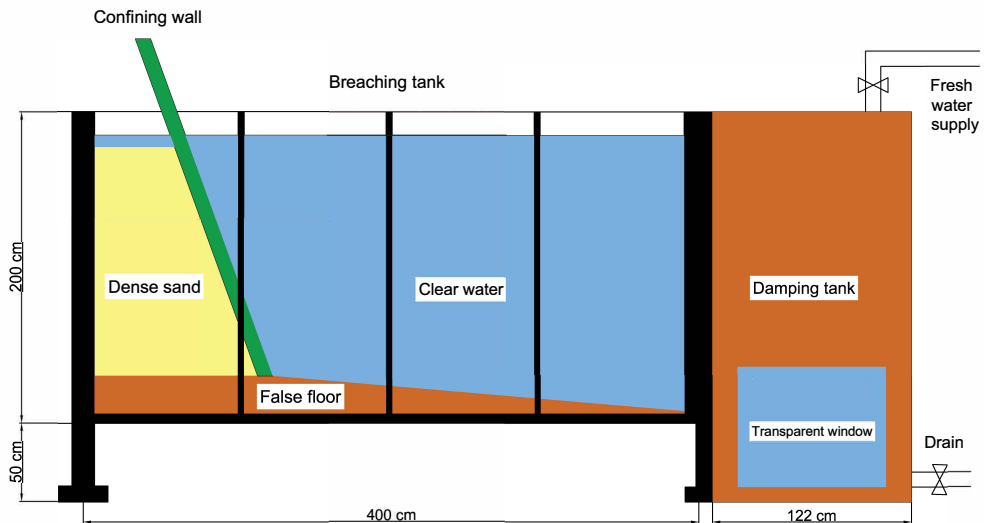 Confining wall
Breaching tank
Fresh
water
supply
200 cm
Dense sand
Clear water
Damping tank
False floor
Transparent window
Drain
50 cm
400 cm
122 cm